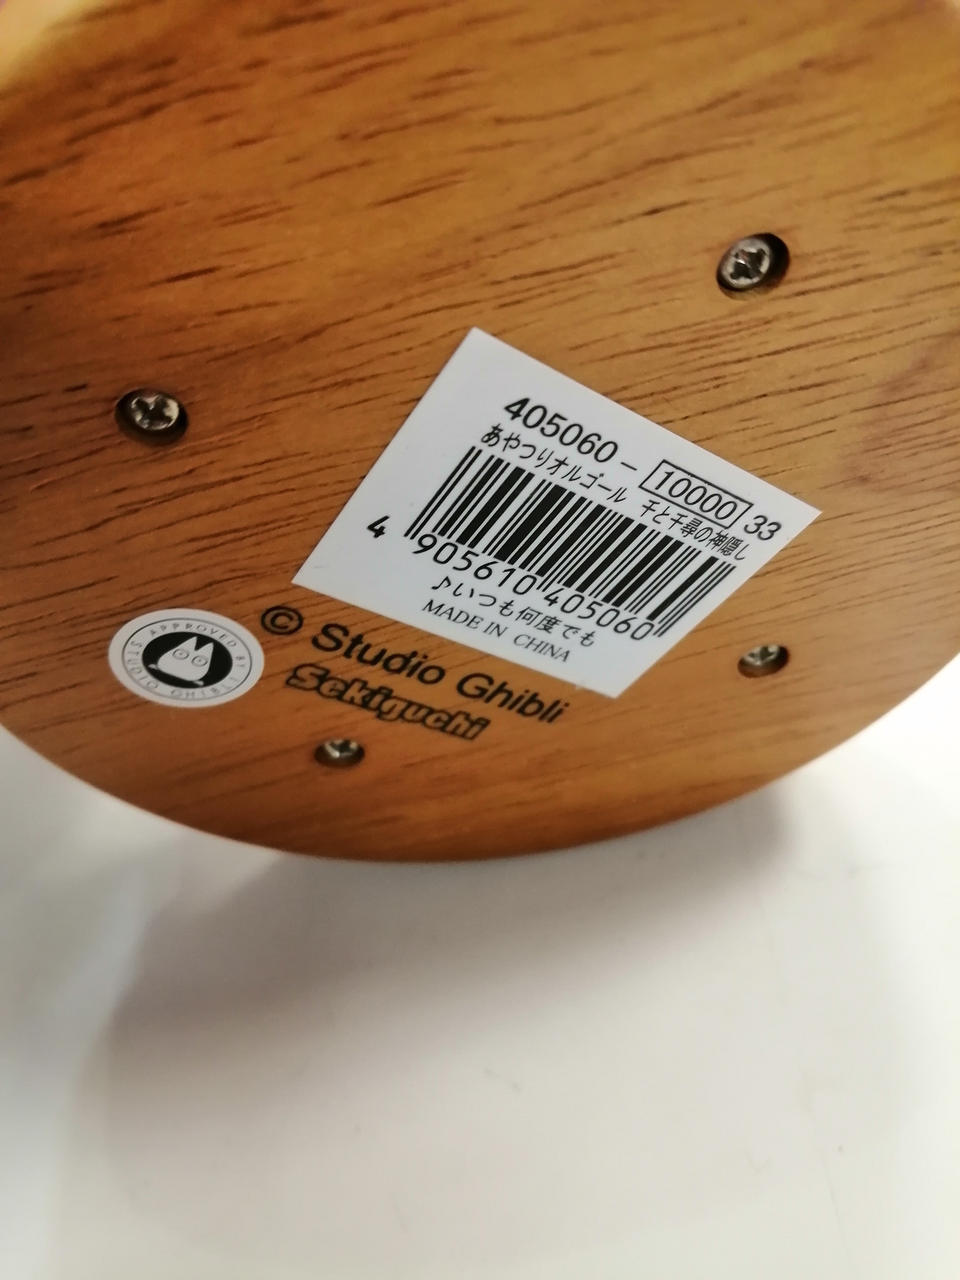 405060- 10000 33
あやつりオルゴール 千と千尋の神隠し
4 905610 405060
♪いつも何度でも
MADE IN CHINA
© Studio Ghibli
Sekiguchi
APPROVED BY
STUDIO GHIBLI